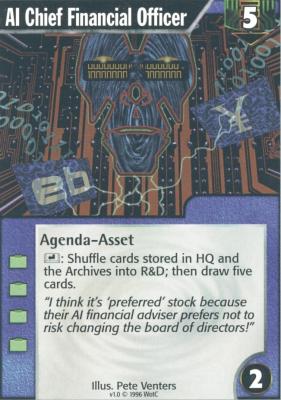 AI Chief Financial Officer
5
eb
¥
Agenda-Asset
: Shuffle cards stored in HQ and
the Archives into R&D; then draw five
cards.
“I think it’s ‘preferred’ stock because
their AI financial adviser prefers not to
risk changing the board of directors!”
2
Illus. Pete Venters
v1.0 © 1996 WotC